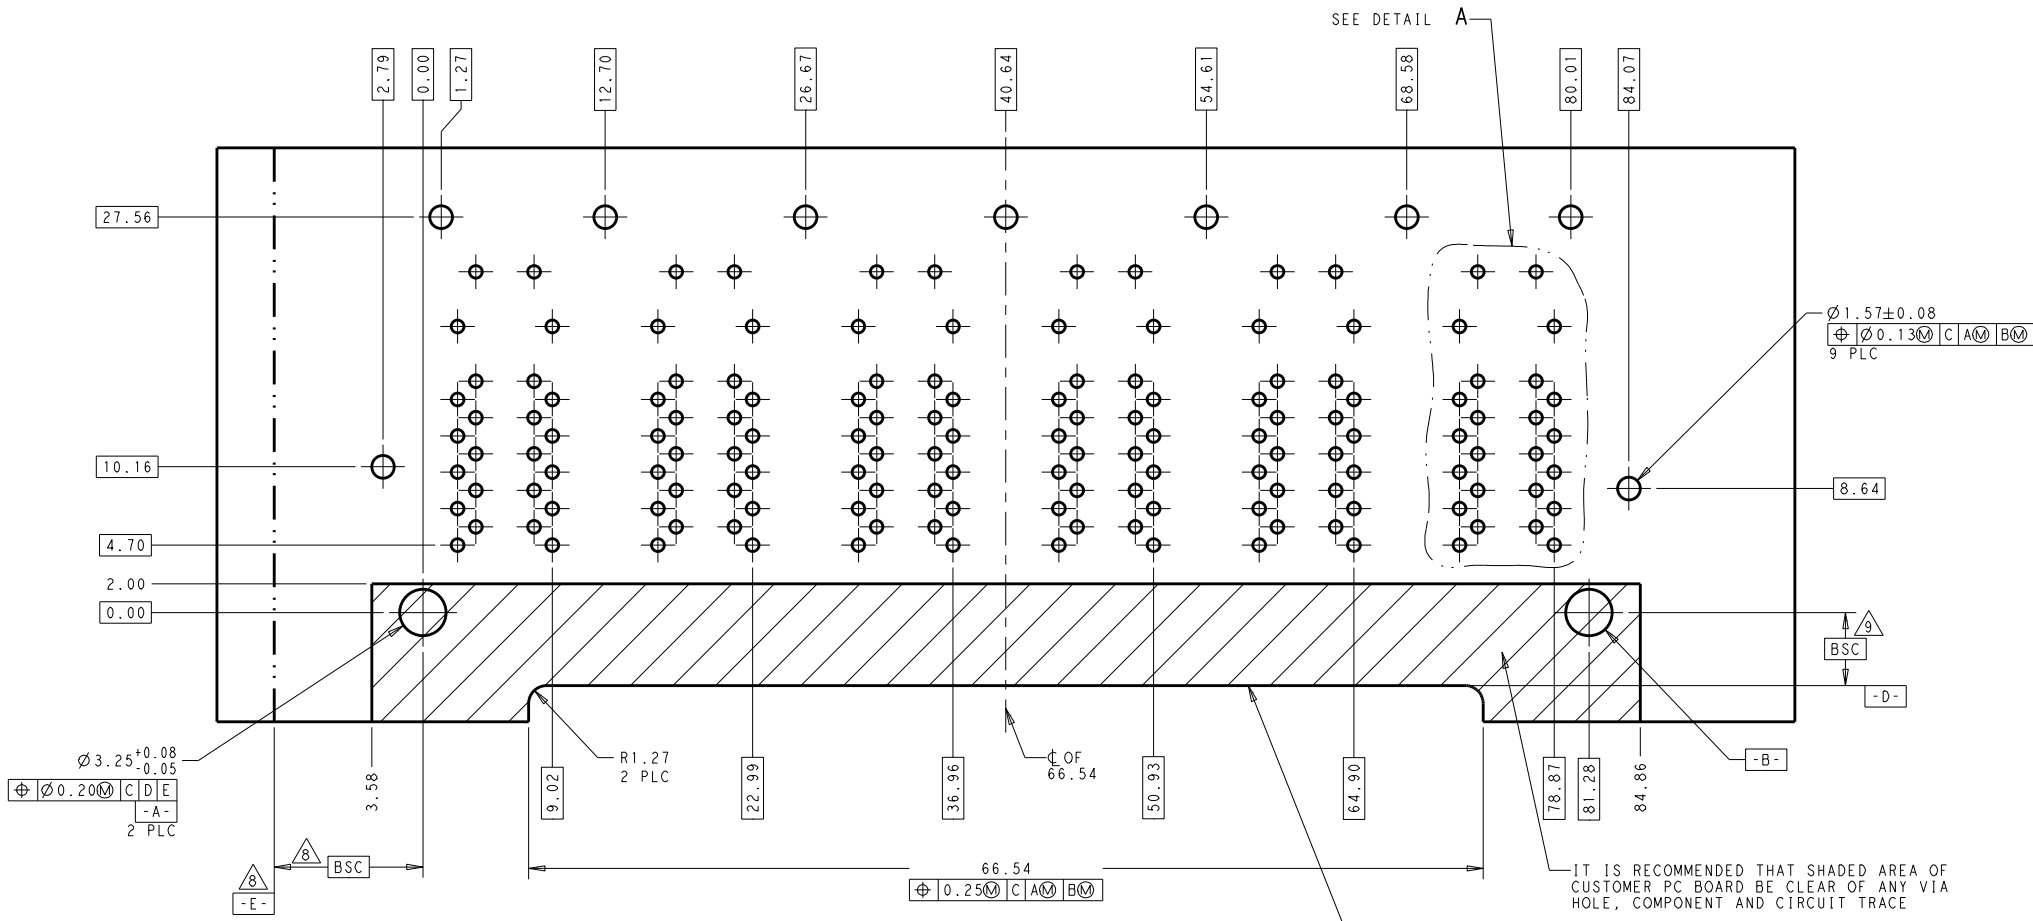 SEE DETAIL A
2.79
0.00
1.27
12.70
26.67
40.64
54.61
68.58
80.01
84.07
27.56
10.16
4.70
2.00
0.00
Ø1.57±0.08
⌖ Ø0.13Ⓜ C AⓂ BⓂ
9 PLC
8.64
9
BSC
-D-
-B-
Ø3.25 +0.08 -0.05
⌖ Ø0.20Ⓜ C D E
-A-
2 PLC
3.58
R1.27
2 PLC
9.02
22.99
36.96
℄ OF
66.54
50.93
64.90
78.87
81.28
84.86
8
BSC
8
-E-
66.54
⌖ 0.25Ⓜ C AⓂ BⓂ
IT IS RECOMMENDED THAT SHADED AREA OF
CUSTOMER PC BOARD BE CLEAR OF ANY VIA
HOLE, COMPONENT AND CIRCUIT TRACE